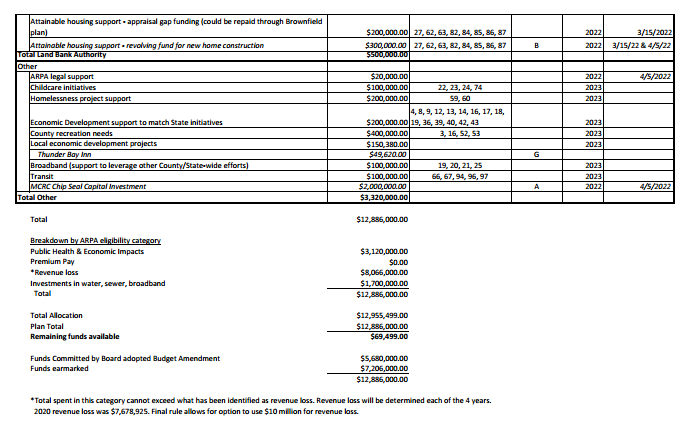 Attainable housing support - appraisal gap funding (could be repaid through Brownfield
plan) $200,000.00 27, 62, 63, 82, 84, 85, 86, 87 2022 3/15/2022
Attainable housing support - revolving fund for new home construction $300,000.00 27, 62, 63, 82, 84, 85, 86, 87 B 2022 3/15/22 & 4/5/22
Total Land Bank Authority $500,000.00
Other
ARPA legal support $20,000.00 2022 4/5/2022
Childcare initiatives $100,000.00 22, 23, 24, 74 2023
Homelessness project support $200,000.00 59, 60 2023
4, 8, 9, 12, 13, 14, 16, 17, 18,
Economic Development support to match State initiatives $200,000.00 19, 36, 39, 40, 42, 43 2023
County recreation needs $400,000.00 3, 16, 52, 53 2023
Local economic development projects $150,380.00 2023
Thunder Bay Inn $49,620.00 G
Broadband (support to leverage other County/State-wide efforts) $100,000.00 19, 20, 21, 25 2023
Transit $100,000.00 66, 67, 94, 96, 97 2023
MCRC Chip Seal Capital Investment $2,000,000.00 A 2022 4/5/2022
Total Other $3,320,000.00
Total $12,886,000.00
Breakdown by ARPA eligibility category
Public Health & Economic Impacts $3,120,000.00
Premium Pay $0.00
*Revenue loss $8,066,000.00
Investments in water, sewer, broadband $1,700,000.00
Total $12,886,000.00
Total Allocation $12,955,499.00
Plan Total $12,886,000.00
Remaining funds available $69,499.00
Funds Committed by Board adopted Budget Amendment $5,680,000.00
Funds earmarked $7,206,000.00
$12,886,000.00
*Total spent in this category cannot exceed what has been identified as revenue loss. Revenue loss will be determined each of the 4 years.
2020 revenue loss was $7,678,925. Final rule allows for option to use $10 million for revenue loss.